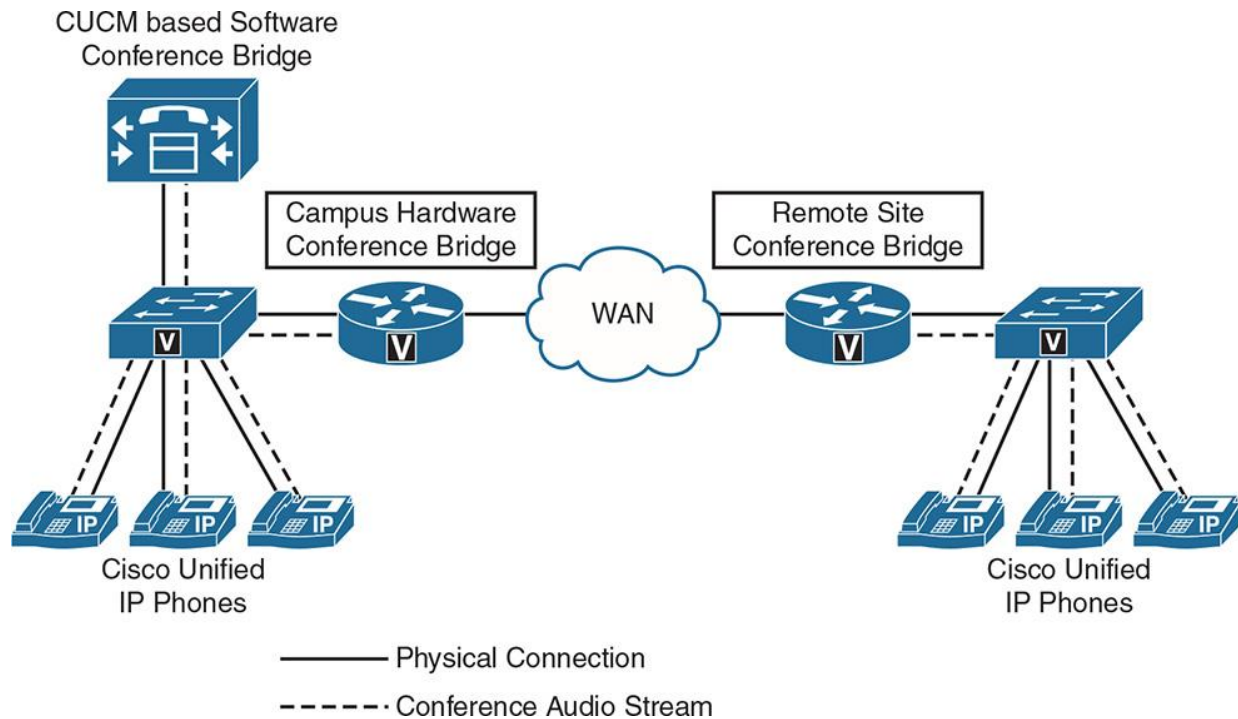 CUCM based Software
Conference Bridge
Campus Hardware
Conference Bridge
Remote Site
Conference Bridge
WAN
V
V
V
V
IP
IP
IP
IP
IP
IP
Cisco Unified
IP Phones
Cisco Unified
IP Phones
Physical Connection
Conference Audio Stream